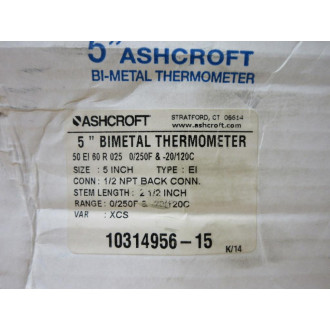 5" ASHCROFT
BI-METAL THERMOMETER
ASHCROFT
STRATFORD, CT 06614
www.ashcroft.com
5 " BIMETAL THERMOMETER
50 EI 60 R 025 0/250F & -20/120C
SIZE : 5 INCH TYPE : EI
CONN : 1/2 NPT BACK CONN.
STEM LENGTH : 2 1/2 INCH
RANGE : 0/250F & -20/120C
VAR : XCS
10314956-15
K/14